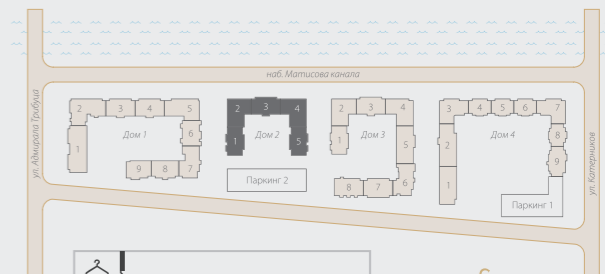 наб. Матисова канала
ул. Адмирала Трибуца
ул. Катерников
2 3 4 5 2 3 4 2 3 4 3 4 5 6 7
Дом 1 6 1 Дом 2 5 1 Дом 3 5 2 Дом 4 8
1 9 8 7 8 7 6 1 9
Паркинг 2
Паркинг 1